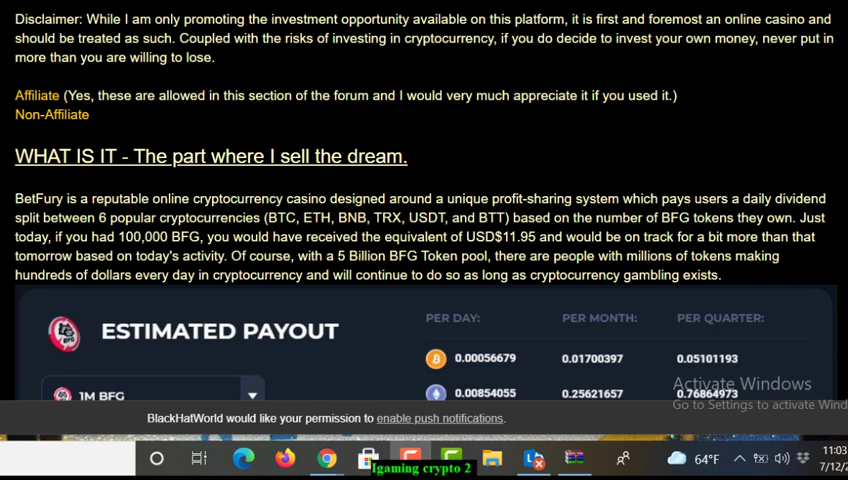 Disclaimer: While I am only promoting the investment opportunity available on this platform, it is first and foremost an online casino and
should be treated as such. Coupled with the risks of investing in cryptocurrency, if you do decide to invest your own money, never put in
more than you are willing to lose.
Affiliate (Yes, these are allowed in this section of the forum and I would very much appreciate it if you used it.)
Non-Affiliate
WHAT IS IT - The part where I sell the dream.
BetFury is a reputable online cryptocurrency casino designed around a unique profit-sharing system which pays users a daily dividend
split between 6 popular cryptocurrencies (BTC, ETH, BNB, TRX, USDT, and BTT) based on the number of BFG tokens they own. Just
today, if you had 100,000 BFG, you would have received the equivalent of USD$11.95 and would be on track for a bit more than that
tomorrow based on today's activity. Of course, with a 5 Billion BFG Token pool, there are people with millions of tokens making
hundreds of dollars every day in cryptocurrency and will continue to do so as long as cryptocurrency gambling exists.
ESTIMATED PAYOUT
PER DAY: PER MONTH: PER QUARTER:
0.00056679 0.01700397 0.05101193
1M BFG
0.00854055 0.25621657 0.76864973
Activate Windows
Go to Settings to activate Wind
BlackHatWorld would like your permission to enable push notifications.
64°F
11:03
7/12/2
Igaming crypto 2